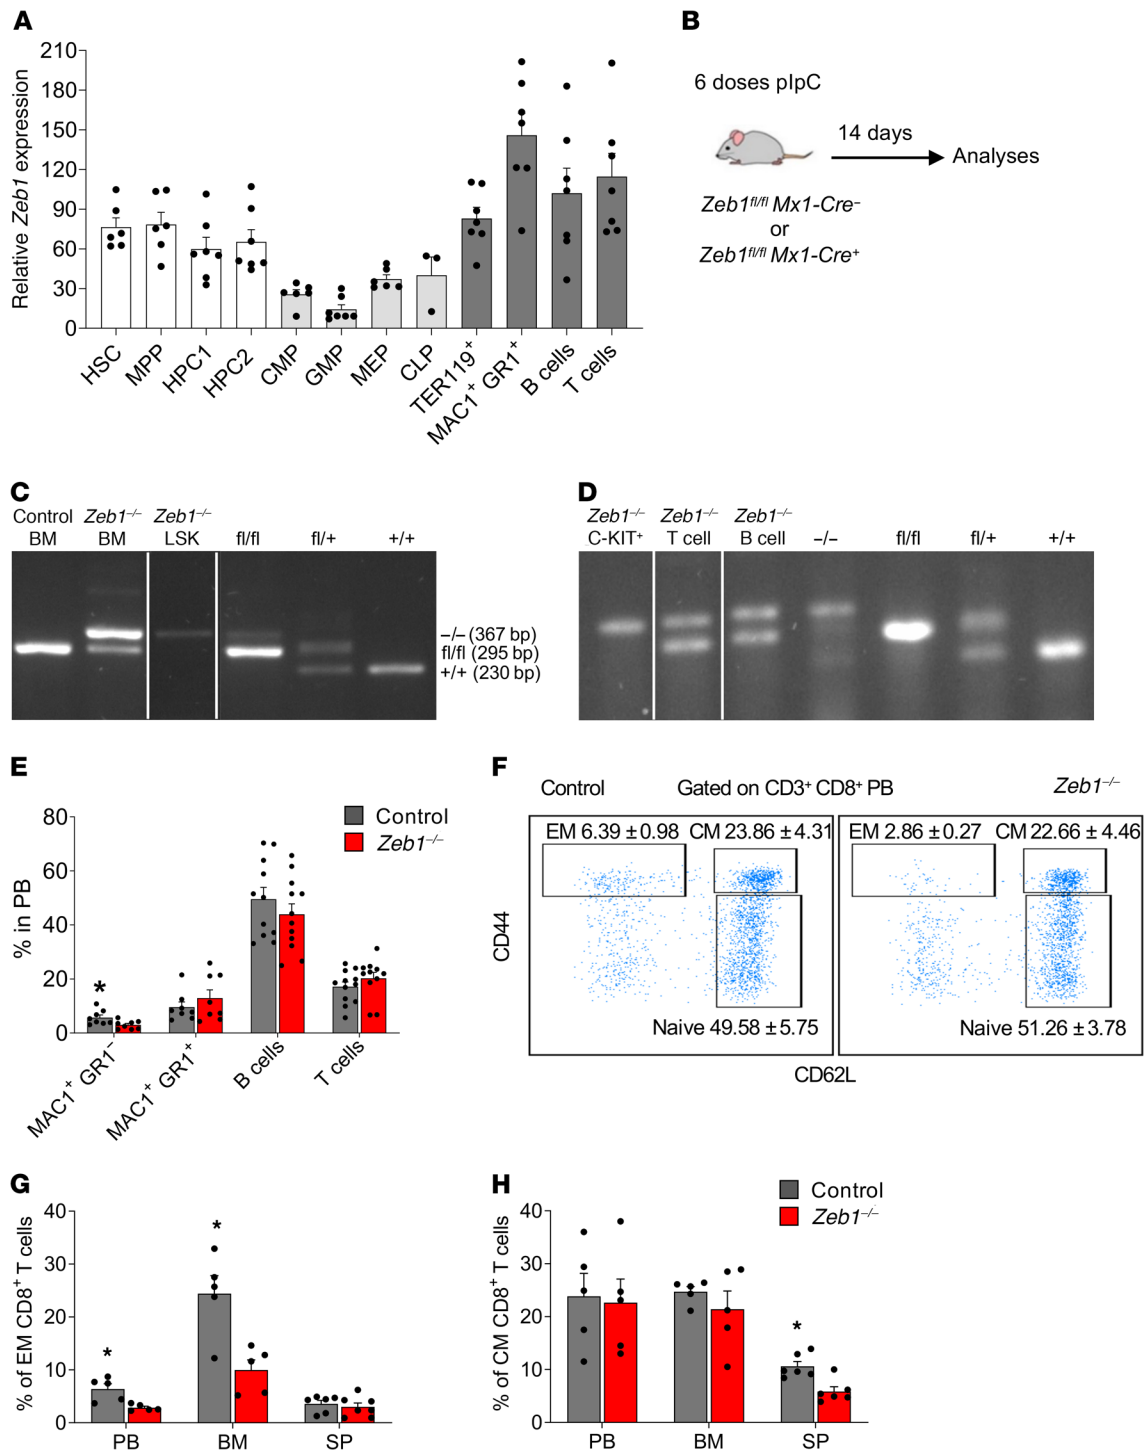 A
Relative Zeb1 expression
210
180
150
120
90
60
30
0
HSC
MPP
HPC1
HPC2
CMP
GMP
MEP
CLP
TER119⁺
MAC1⁺ GR1⁺
B cells
T cells
B
6 doses pIpC
14 days
Analyses
Zeb1fl/fl Mx1-Cre⁻
or
Zeb1fl/fl Mx1-Cre⁺
C
Control BM
Zeb1⁻/⁻ BM
Zeb1⁻/⁻ LSK
fl/fl
fl/+
+/+
–/– (367 bp)
fl/fl (295 bp)
+/+ (230 bp)
D
Zeb1⁻/⁻ C-KIT⁺
Zeb1⁻/⁻ T cell
Zeb1⁻/⁻ B cell
–/–
fl/fl
fl/+
+/+
E
% in PB
80
60
40
20
0
*
Control
Zeb1⁻/⁻
MAC1⁺ GR1⁻
MAC1⁺ GR1⁺
B cells
T cells
F
Control
Gated on CD3⁺ CD8⁺ PB
Zeb1⁻/⁻
EM 6.39 ± 0.98
CM 23.86 ± 4.31
EM 2.86 ± 0.27
CM 22.66 ± 4.46
CD44
Naive 49.58 ± 5.75
Naive 51.26 ± 3.78
CD62L
G
% of EM CD8⁺ T cells
40
30
20
10
0
*
*
PB
BM
SP
H
% of CM CD8⁺ T cells
40
30
20
10
0
*
Control
Zeb1⁻/⁻
PB
BM
SP